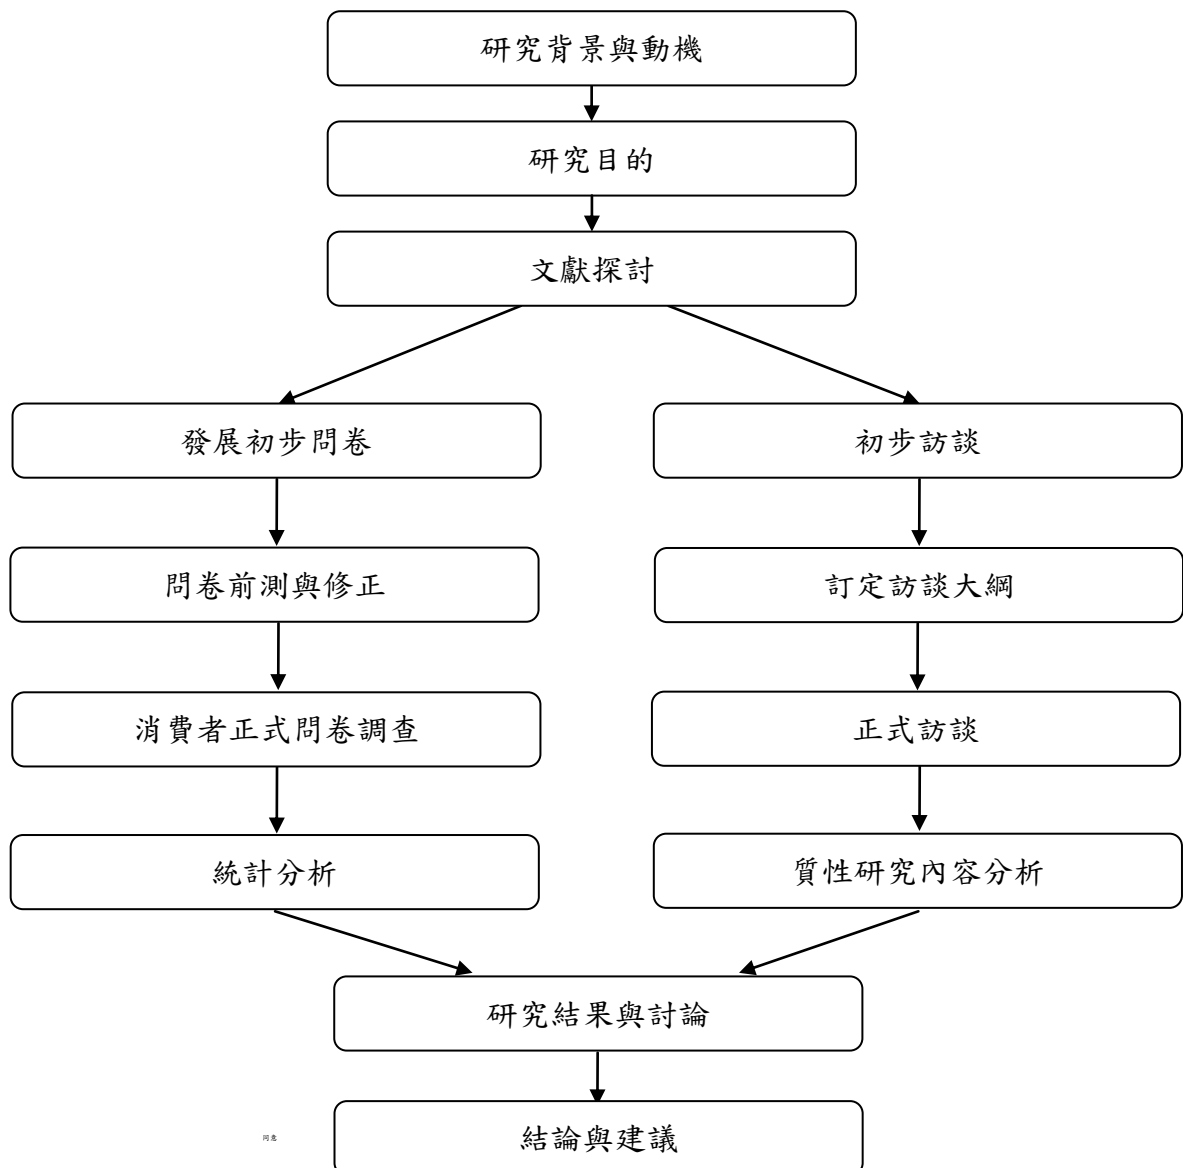 研究背景與動機
研究目的
文獻探討
發展初步問卷
初步訪談
問卷前測與修正
訂定訪談大綱
消費者正式問卷調查
正式訪談
統計分析
質性研究內容分析
研究結果與討論
結論與建議
同意